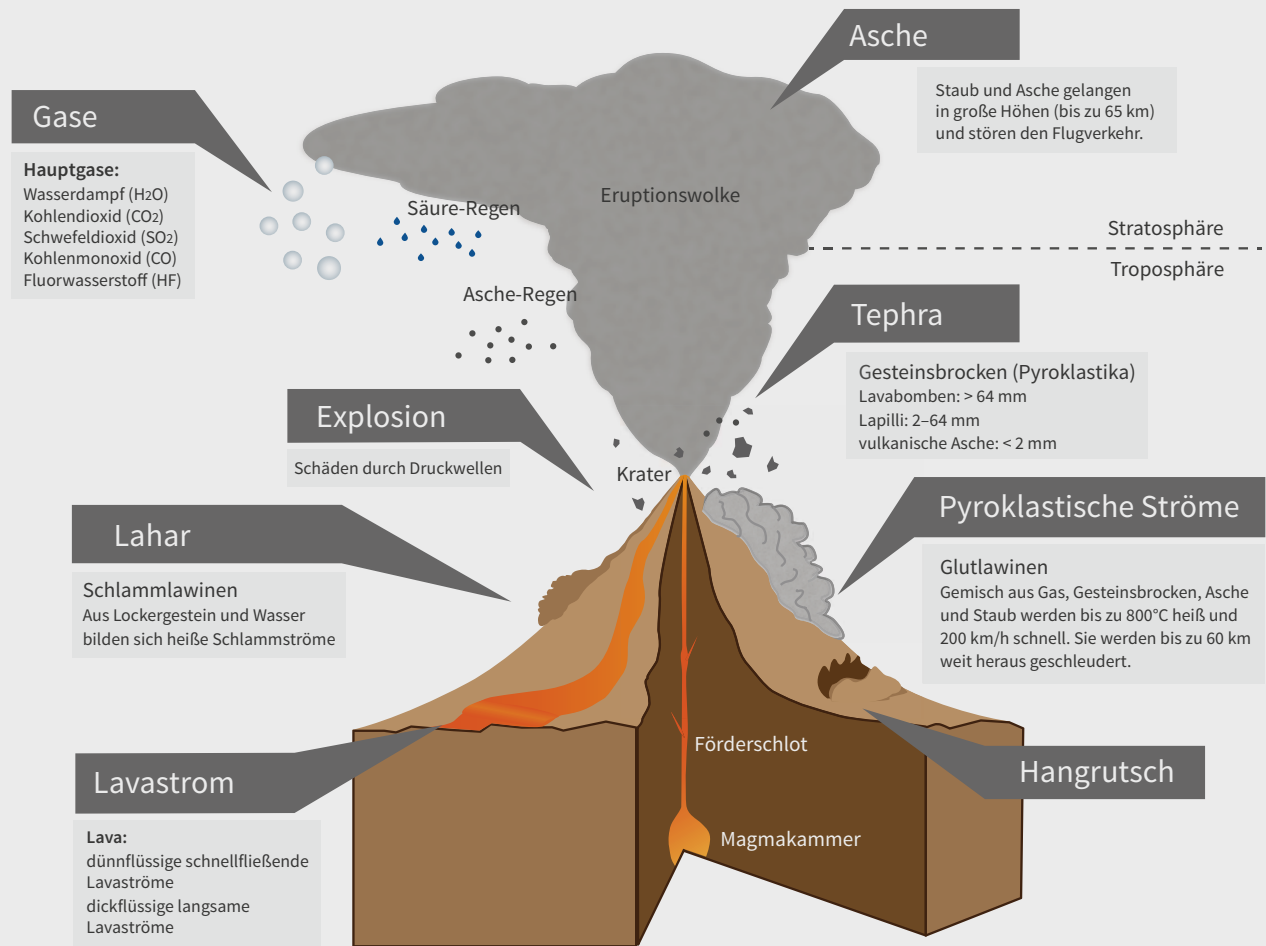 Asche
Staub und Asche gelangen
in große Höhen (bis zu 65 km)
und stören den Flugverkehr.
Gase
Hauptgase:
Wasserdampf (H2O)
Kohlendioxid (CO2)
Schwefeldioxid (SO2)
Kohlenmonoxid (CO)
Fluorwasserstoff (HF)
Eruptionswolke
Säure-Regen
Stratosphäre
Troposphäre
Asche-Regen
Tephra
Gesteinsbrocken (Pyroklastika)
Lavabomben: > 64 mm
Lapilli: 2–64 mm
vulkanische Asche: < 2 mm
Explosion
Schäden durch Druckwellen
Krater
Pyroklastische Ströme
Glutlawinen
Gemisch aus Gas, Gesteinsbrocken, Asche
und Staub werden bis zu 800°C heiß und
200 km/h schnell. Sie werden bis zu 60 km
weit heraus geschleudert.
Lahar
Schlammlawinen
Aus Lockergestein und Wasser
bilden sich heiße Schlammströme
Förderschlot
Hangrutsch
Lavastrom
Lava:
dünnflüssige schnellfließende
Lavaströme
dickflüssige langsame
Lavaströme
Magmakammer